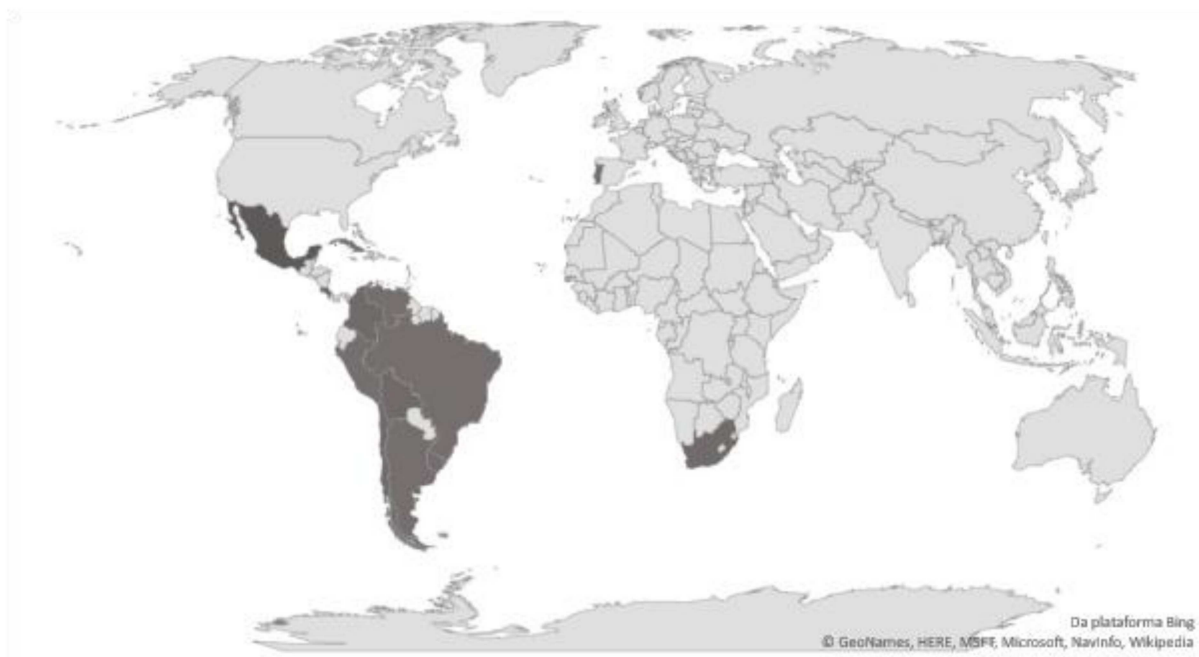 Da plataforma Bing
© GeoNames, HERE, MSFT, Microsoft, NavInfo, Wikipedia